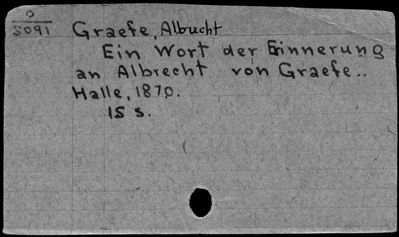 O
5091 Graefe, Albrecht
Ein Wort der Erinnerung
an Albrecht von Graefe..
Halle, 1870.
15 s.